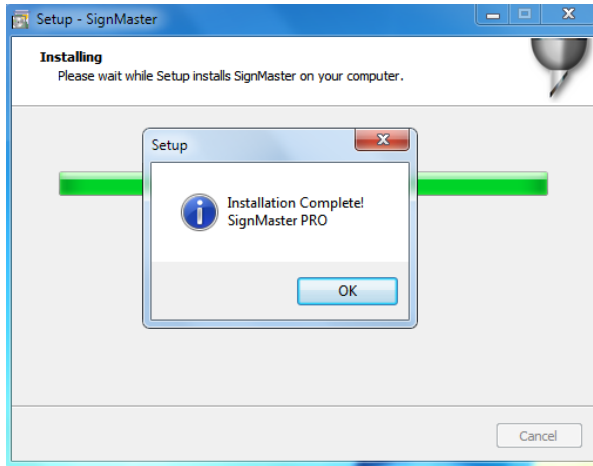 Setup - SignMaster
Installing
Please wait while Setup installs SignMaster on your computer.
Setup
Installation Complete!
SignMaster PRO
OK
Cancel